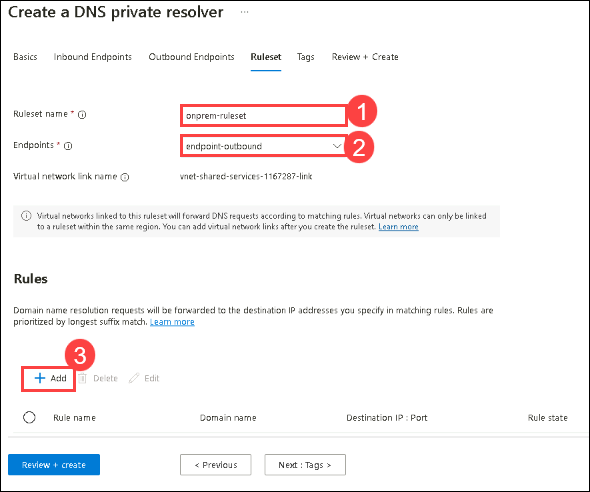 Create a DNS private resolver ...
Basics Inbound Endpoints Outbound Endpoints Ruleset Tags Review + Create
Ruleset name * onprem-ruleset 1
Endpoints * endpoint-outbound 2
Virtual network link name vnet-shared-services-1167287-link
Virtual networks linked to this ruleset will forward DNS requests according to matching rules. Virtual networks can only be linked
to a ruleset within the same region. You can add virtual network links after you create the ruleset. Learn more
Rules
Domain name resolution requests will be forwarded to the destination IP addresses you specify in matching rules. Rules are
prioritized by longest suffix match. Learn more
3
+ Add Delete Edit
Rule name Domain name Destination IP : Port Rule state
Review + create < Previous Next : Tags >